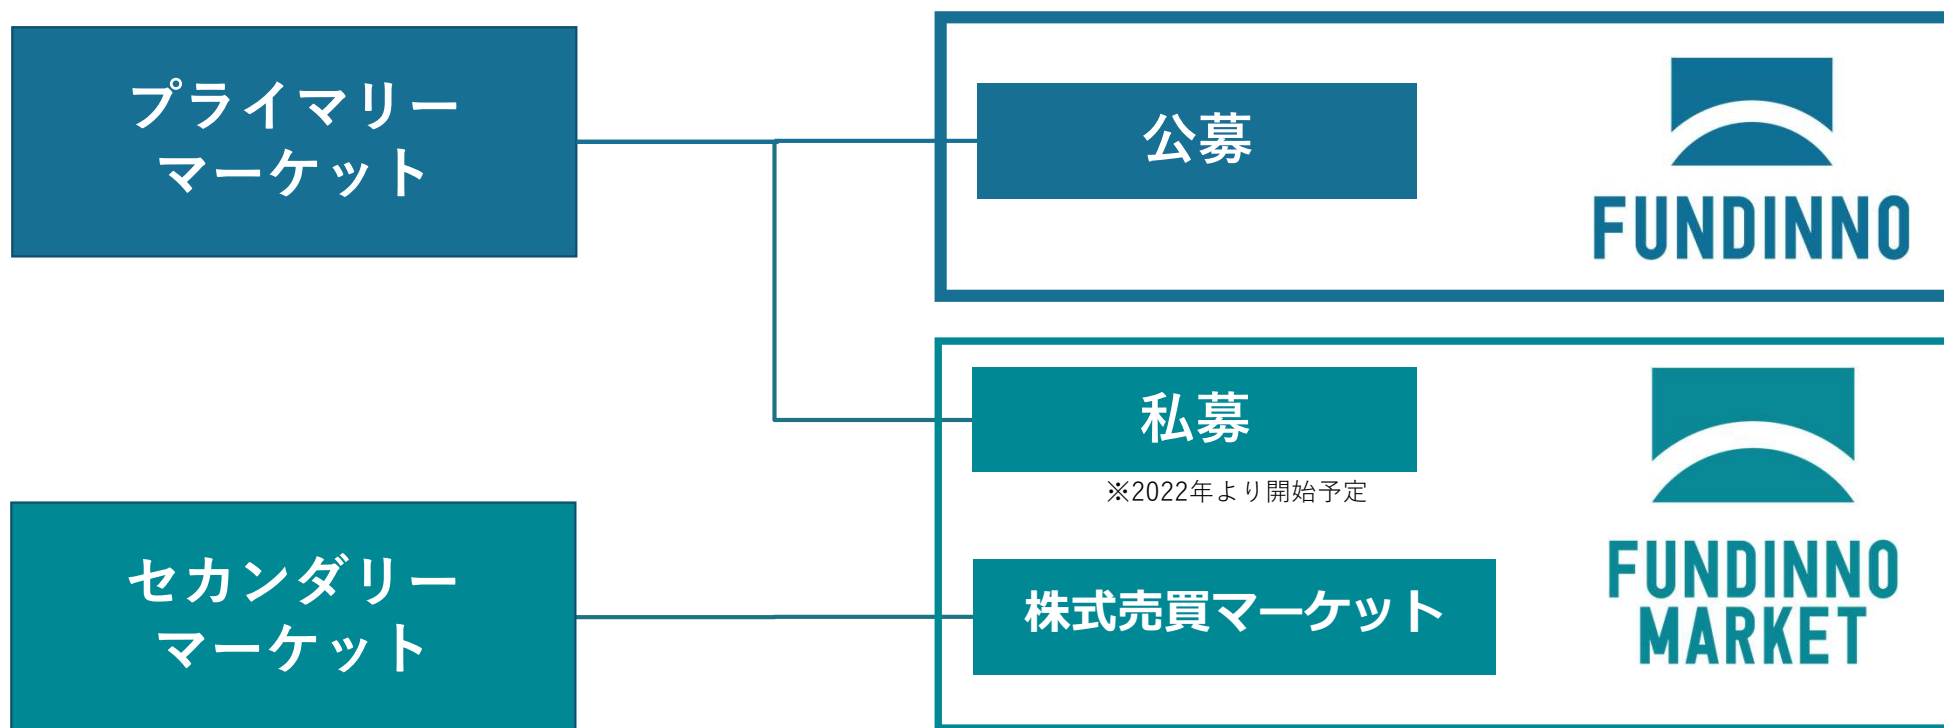 プライマリー
マーケット
公募
FUNDINNO
私募
※2022年より開始予定
セカンダリー
マーケット
株式売買マーケット
FUNDINNO
MARKET